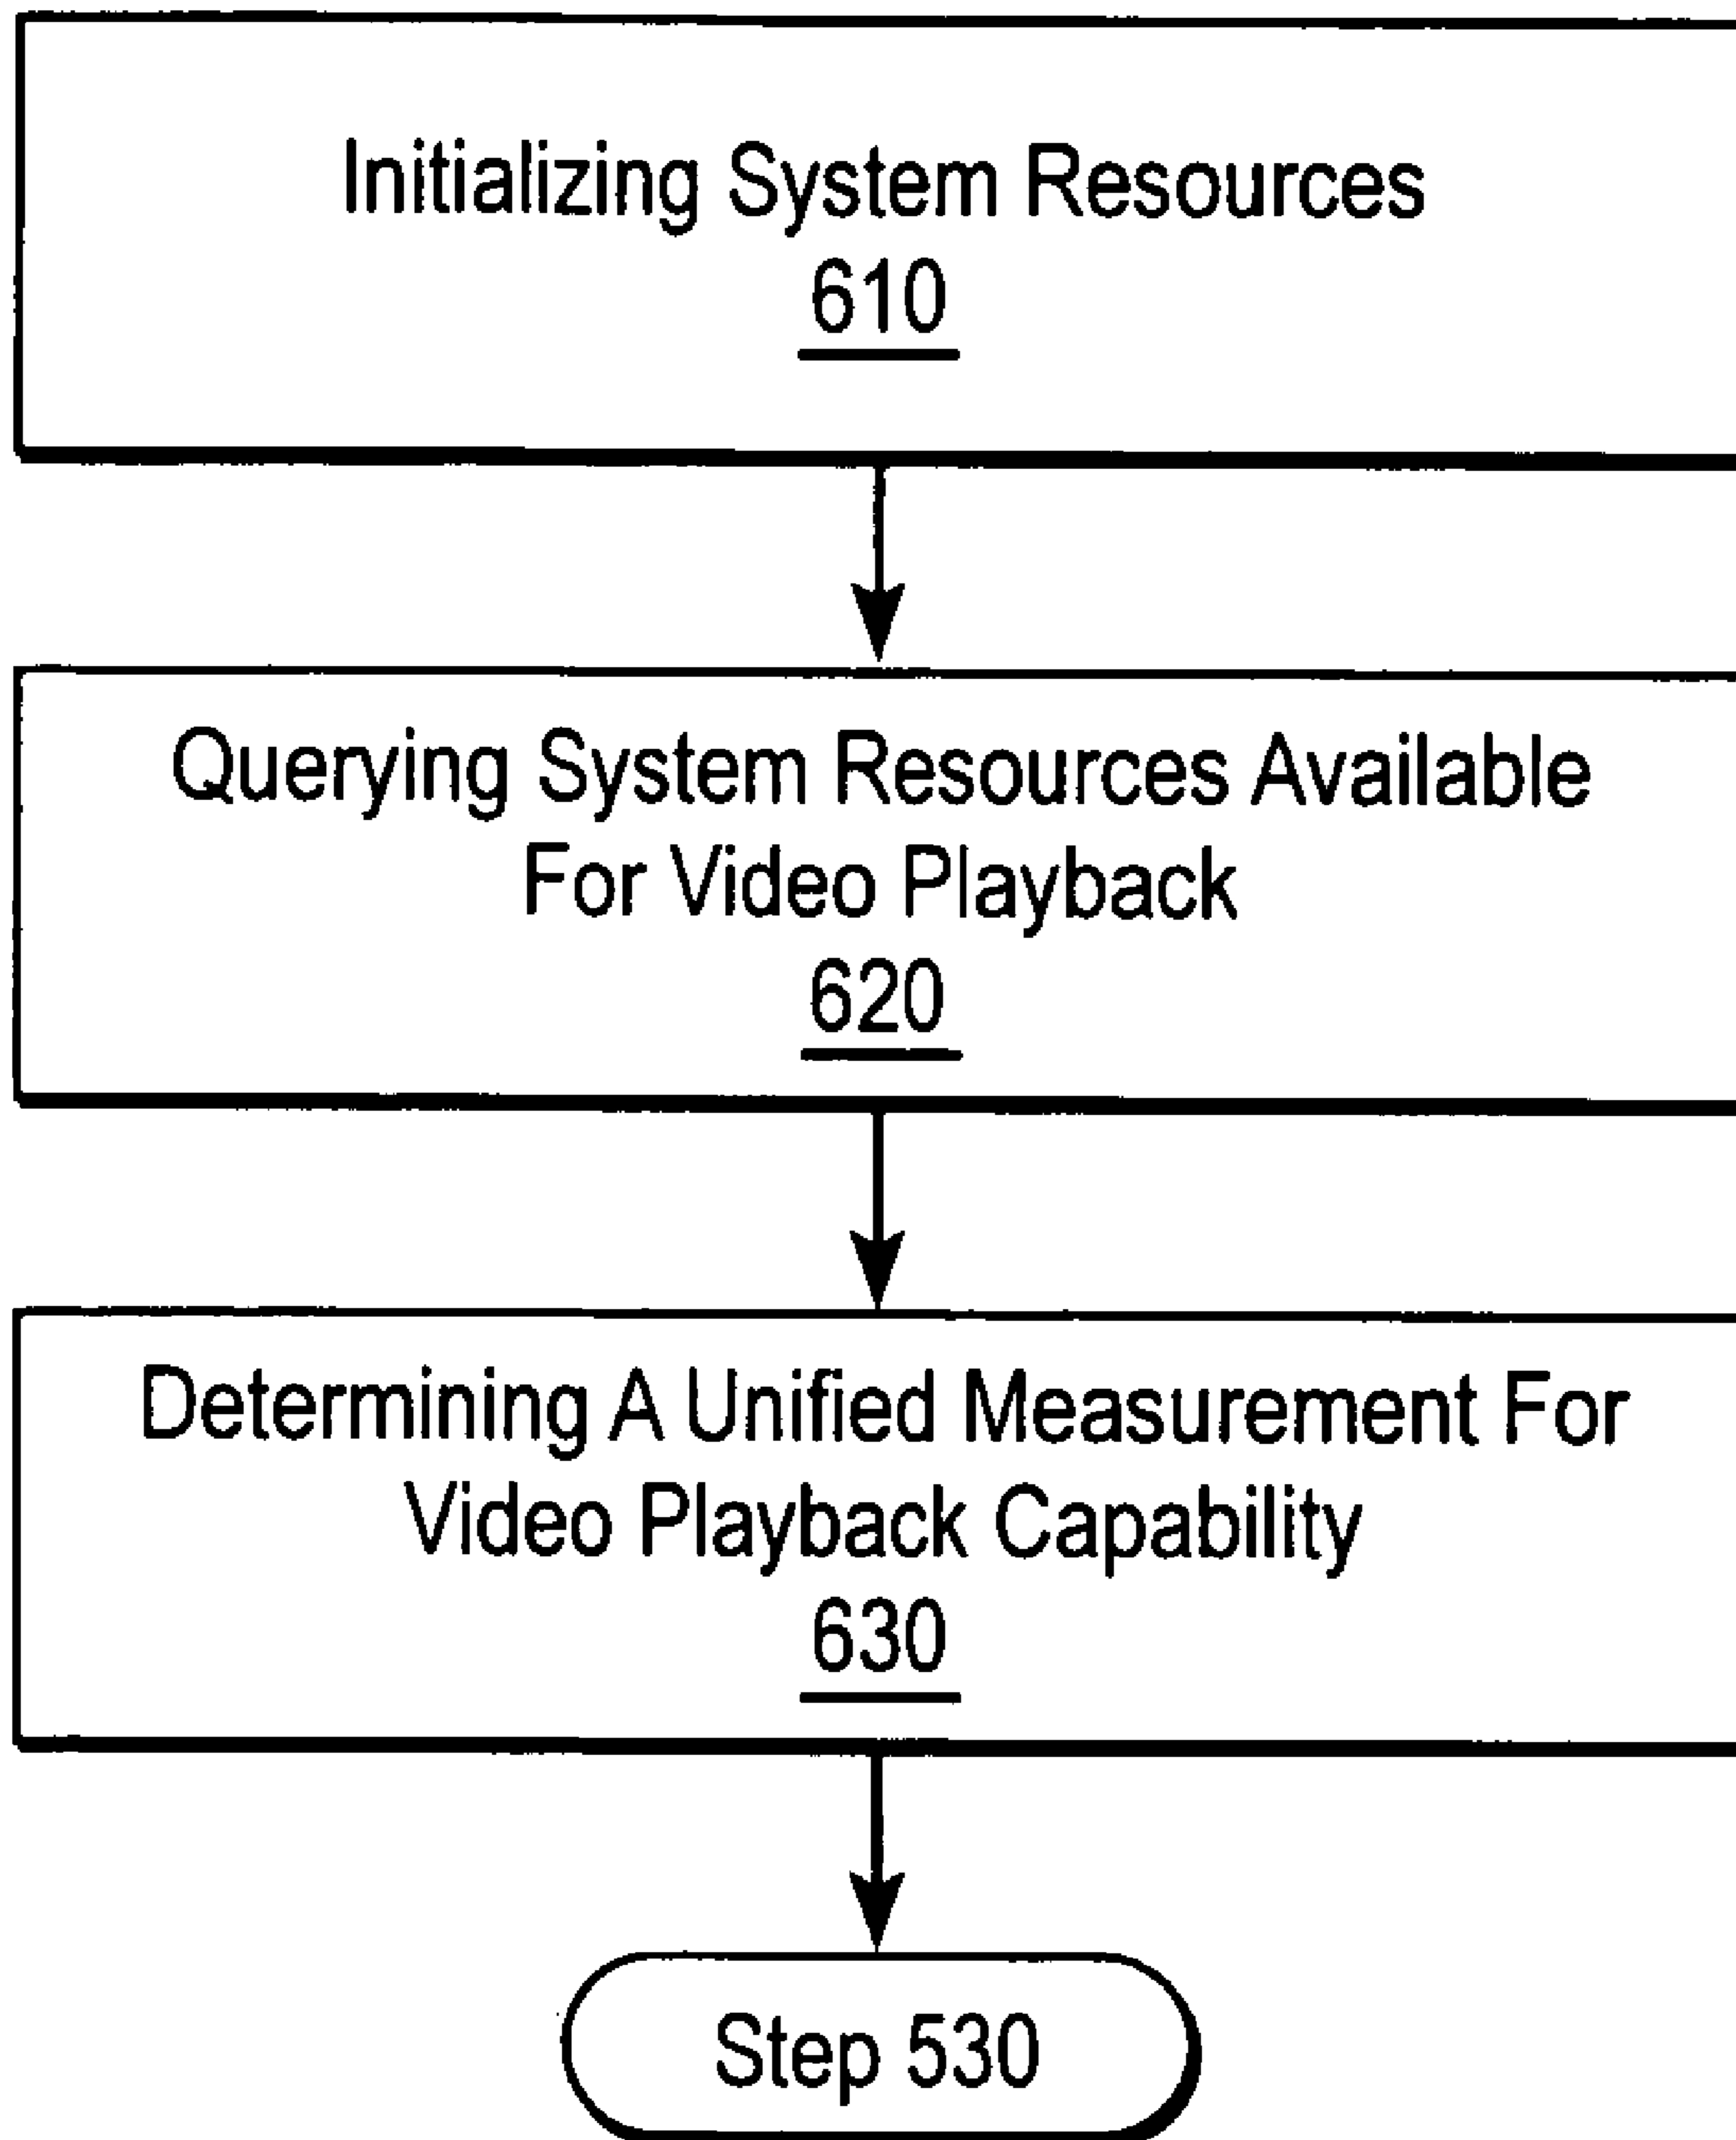 Initializing System Resources
610
Querying System Resources Available
For Video Playback
620
Determining A Unified Measurement For
Video Playback Capability
630
Step 530